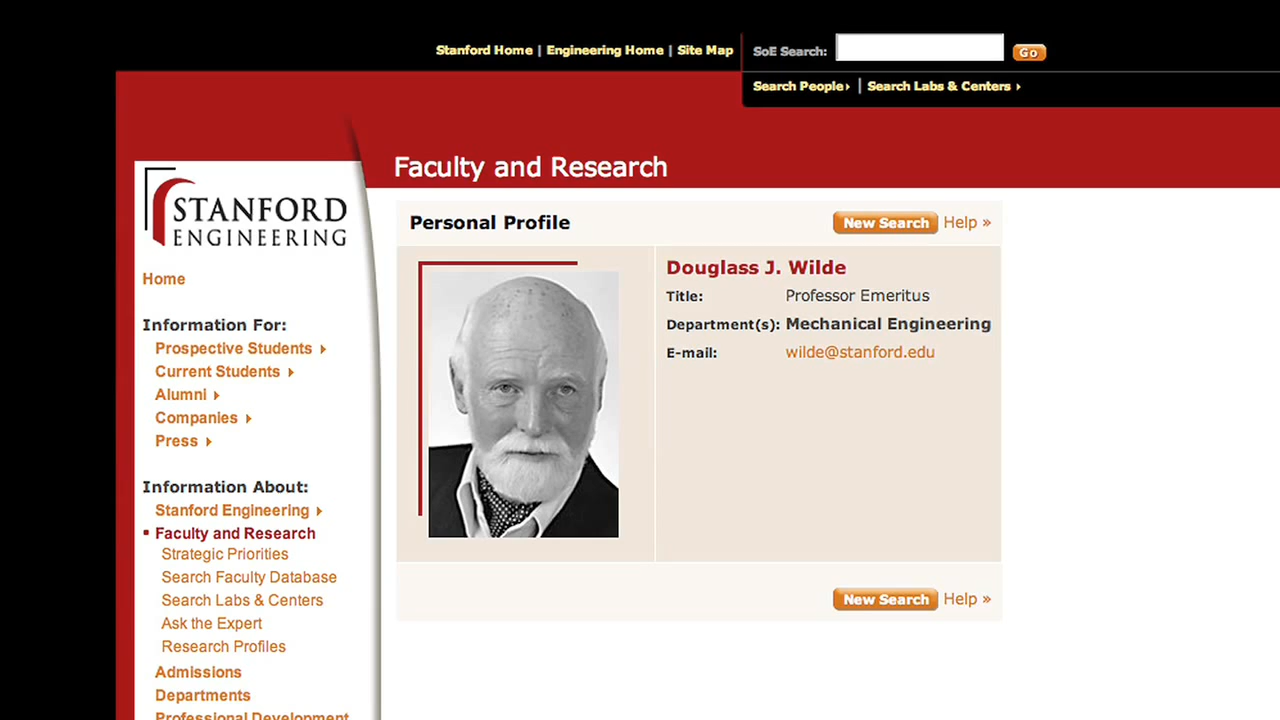 Stanford Home | Engineering Home | Site Map
SoE Search:
Go
Search People | Search Labs & Centers
Faculty and Research
STANFORD
ENGINEERING
Home
Information For:
Prospective Students
Current Students
Alumni
Companies
Press
Information About:
Stanford Engineering
Faculty and Research
Strategic Priorities
Search Faculty Database
Search Labs & Centers
Ask the Expert
Research Profiles
Admissions
Departments
Professional Development
Personal Profile
New Search Help »
Douglass J. Wilde
Title: Professor Emeritus
Department(s): Mechanical Engineering
E-mail: wilde@stanford.edu
New Search Help »